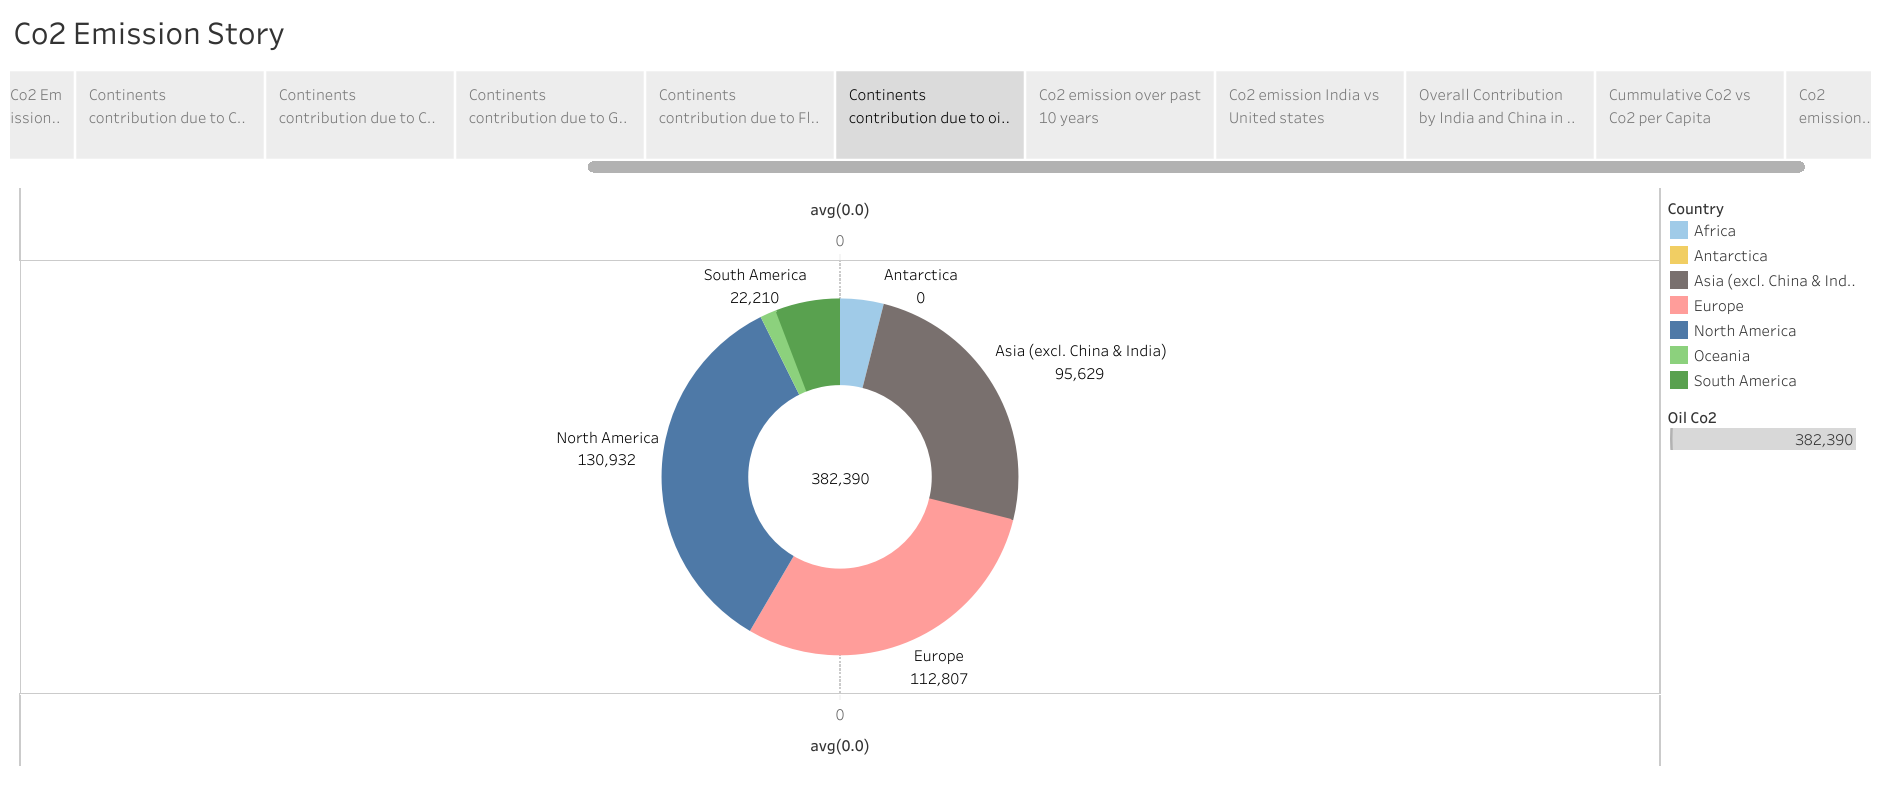 Co2 Emission Story
Co2 Em
ission..
Continents
contribution due to C..
Continents
contribution due to C..
Continents
contribution due to G..
Continents
contribution due to Fl..
Continents
contribution due to oi..
Co2 emission over past
10 years
Co2 emission India vs
United states
Overall Contribution
by India and China in ..
Cummulative Co2 vs
Co2 per Capita
Co2
emission..
avg(0.0)
0
South America
22,210
Antarctica
0
Asia (excl. China & India)
95,629
North America
130,932
382,390
Europe
112,807
0
avg(0.0)
Country
Africa
Antarctica
Asia (excl. China & Ind..
Europe
North America
Oceania
South America
Oil Co2
382,390